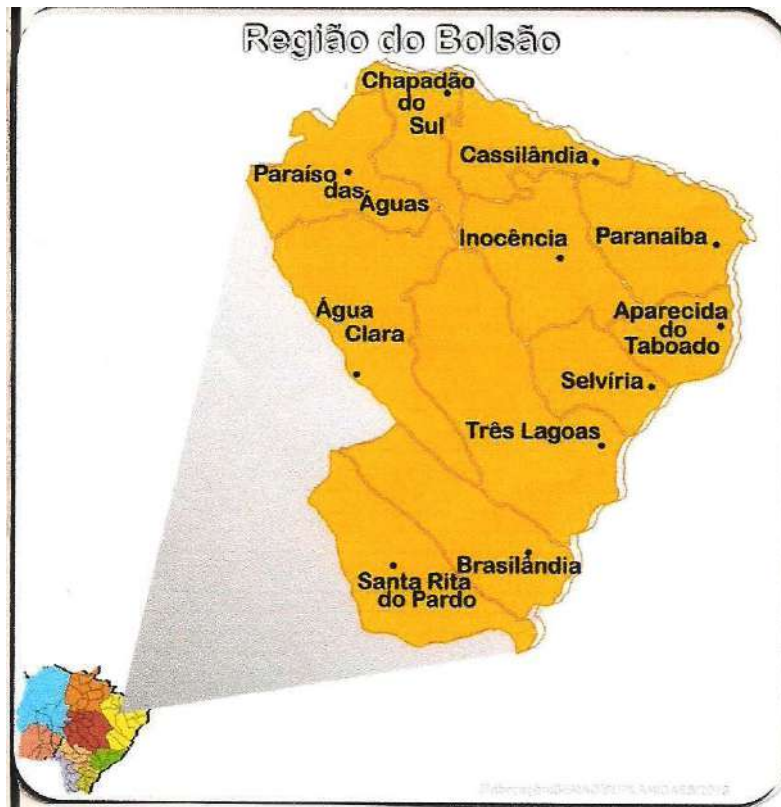 Região do Bolsão
Chapadão
do
Sul
Cassilândia
Paraíso
das
Águas
Inocência
Paranaíba
Água
Clara
Aparecida
do
Taboado
Selvíria
Três Lagoas
Brasilândia
Santa Rita
do Pardo